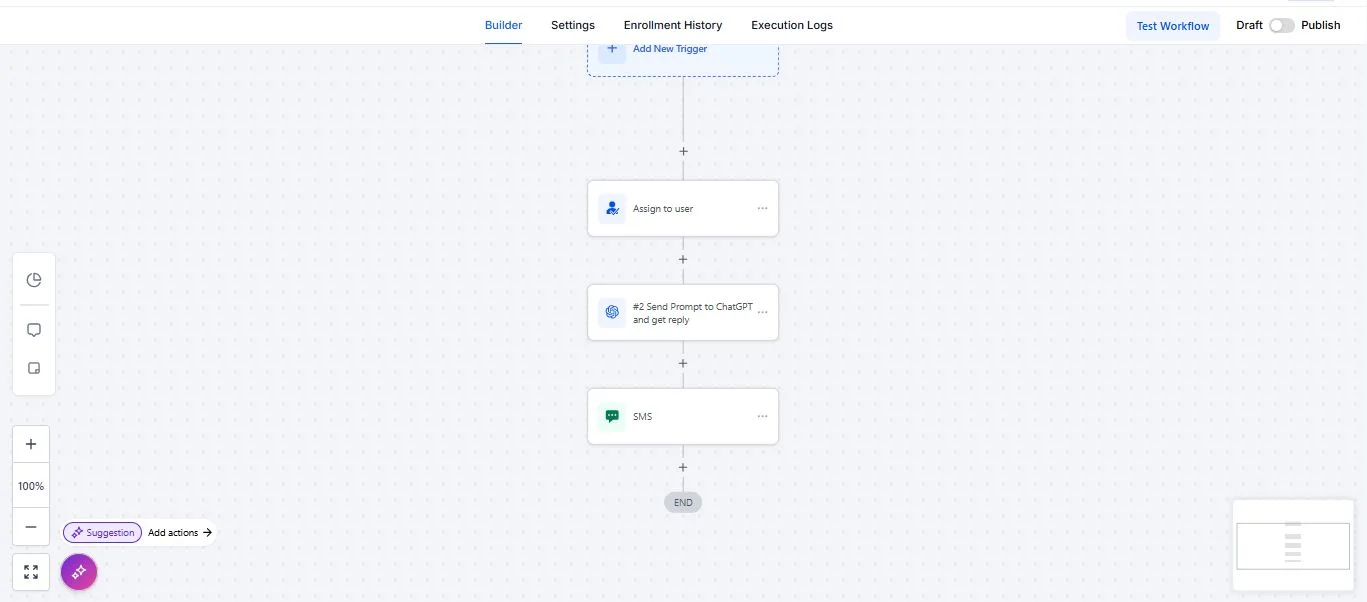 Builder
Settings
Enrollment History
Execution Logs
Test Workflow
Draft
Publish
Add New Trigger
Assign to user
#2 Send Prompt to ChatGPT
and get reply
SMS
END
100%
Suggestion
Add actions